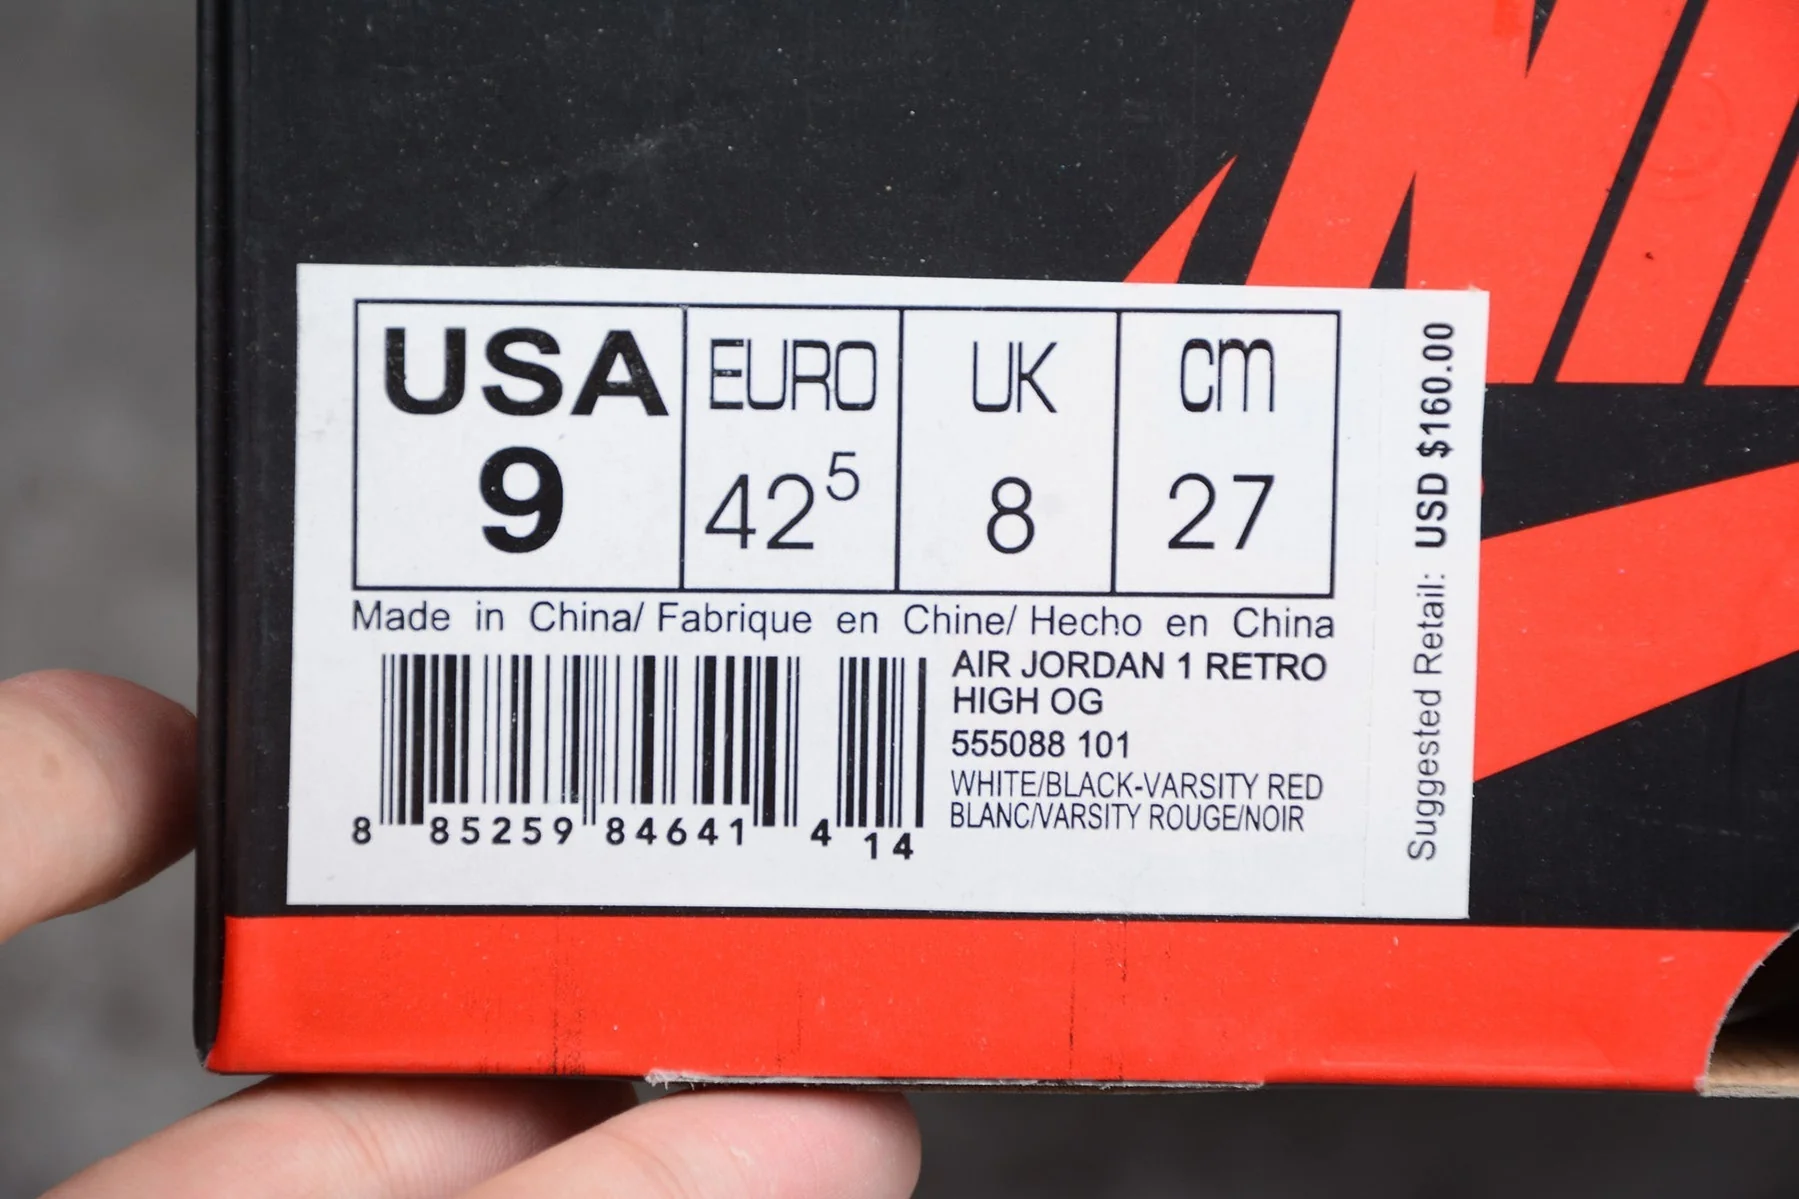 USA EURO UK cm
9 42⁵ 8 27
Made in China/ Fabrique en Chine/ Hecho en China
AIR JORDAN 1 RETRO
HIGH OG
555088 101
WHITE/BLACK-VARSITY RED
BLANC/VARSITY ROUGE/NOIR
8 85259 84641 4 14
Suggested Retail: USD $160.00